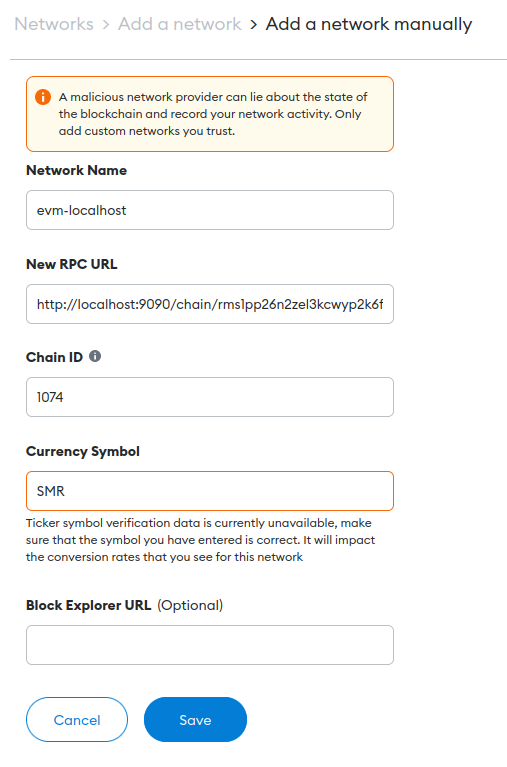 Networks > Add a network > Add a network manually
A malicious network provider can lie about the state of
the blockchain and record your network activity. Only
add custom networks you trust.
Network Name
evm-localhost
New RPC URL
http://localhost:9090/chain/rms1pp26n2zel3kcwyp2k6f
Chain ID
1074
Currency Symbol
SMR
Ticker symbol verification data is currently unavailable, make
sure that the symbol you have entered is correct. It will impact
the conversion rates that you see for this network
Block Explorer URL (Optional)
Cancel Save